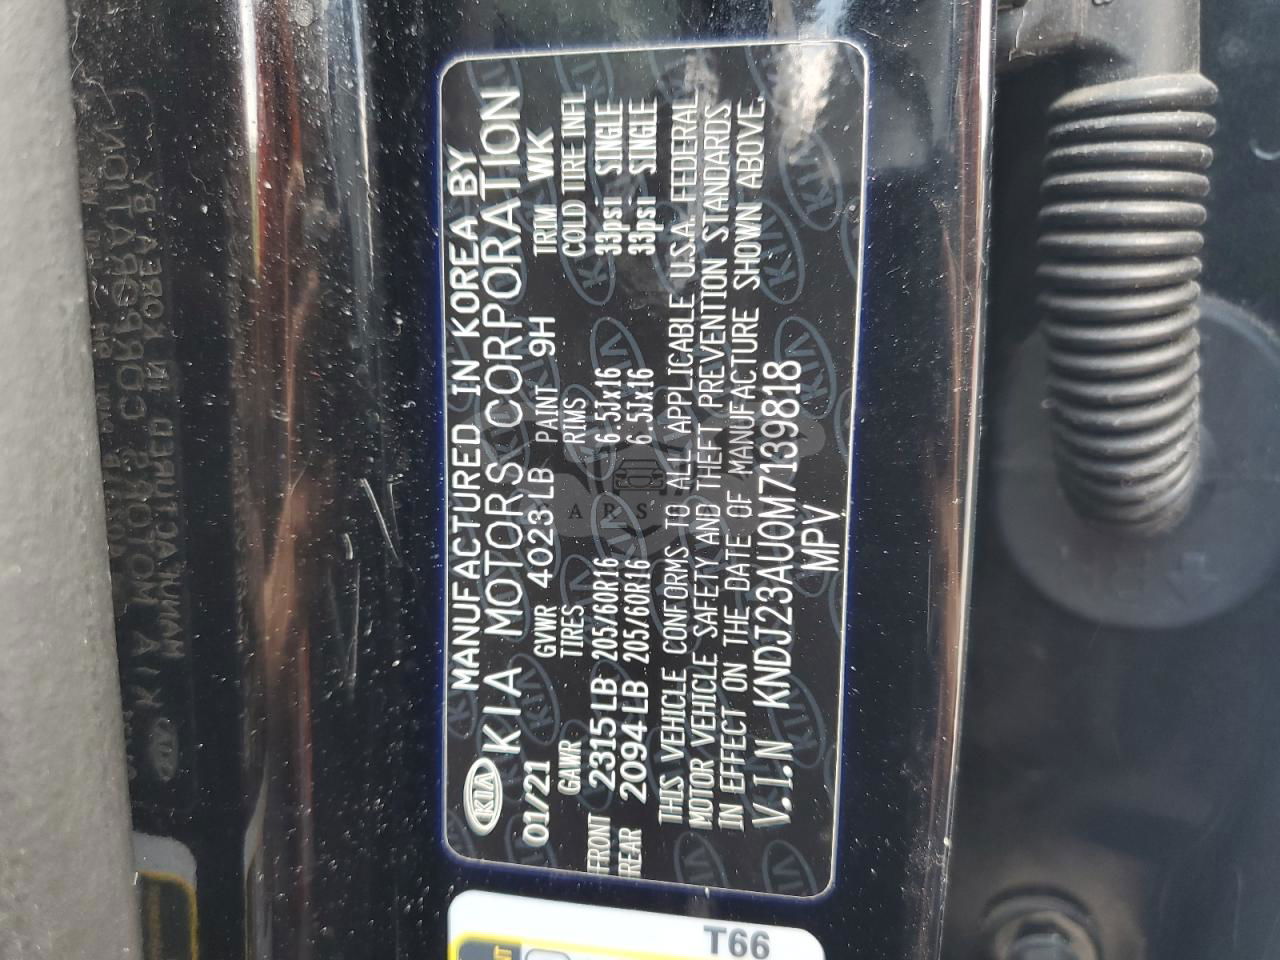 MANUFACTURED IN KOREA BY
KIA KIA MOTORS CORPORATION
01/21 GVWR 4023 LB PAINT 9H TRIM WK
GAWR TIRES RIMS COLD TIRE INFL
FRONT 2315 LB 205/60R16 6.5Jx16 33psi SINGLE
REAR 2094 LB 205/60R16 6.5Jx16 33psi SINGLE
THIS VEHICLE CONFORMS TO ALL APPLICABLE U.S.A. FEDERAL
MOTOR VEHICLE SAFETY AND THEFT PREVENTION STANDARDS
IN EFFECT ON THE DATE OF MANUFACTURE SHOWN ABOVE.
V.I.N KNDJ23AU0M7139818
MPV
T66